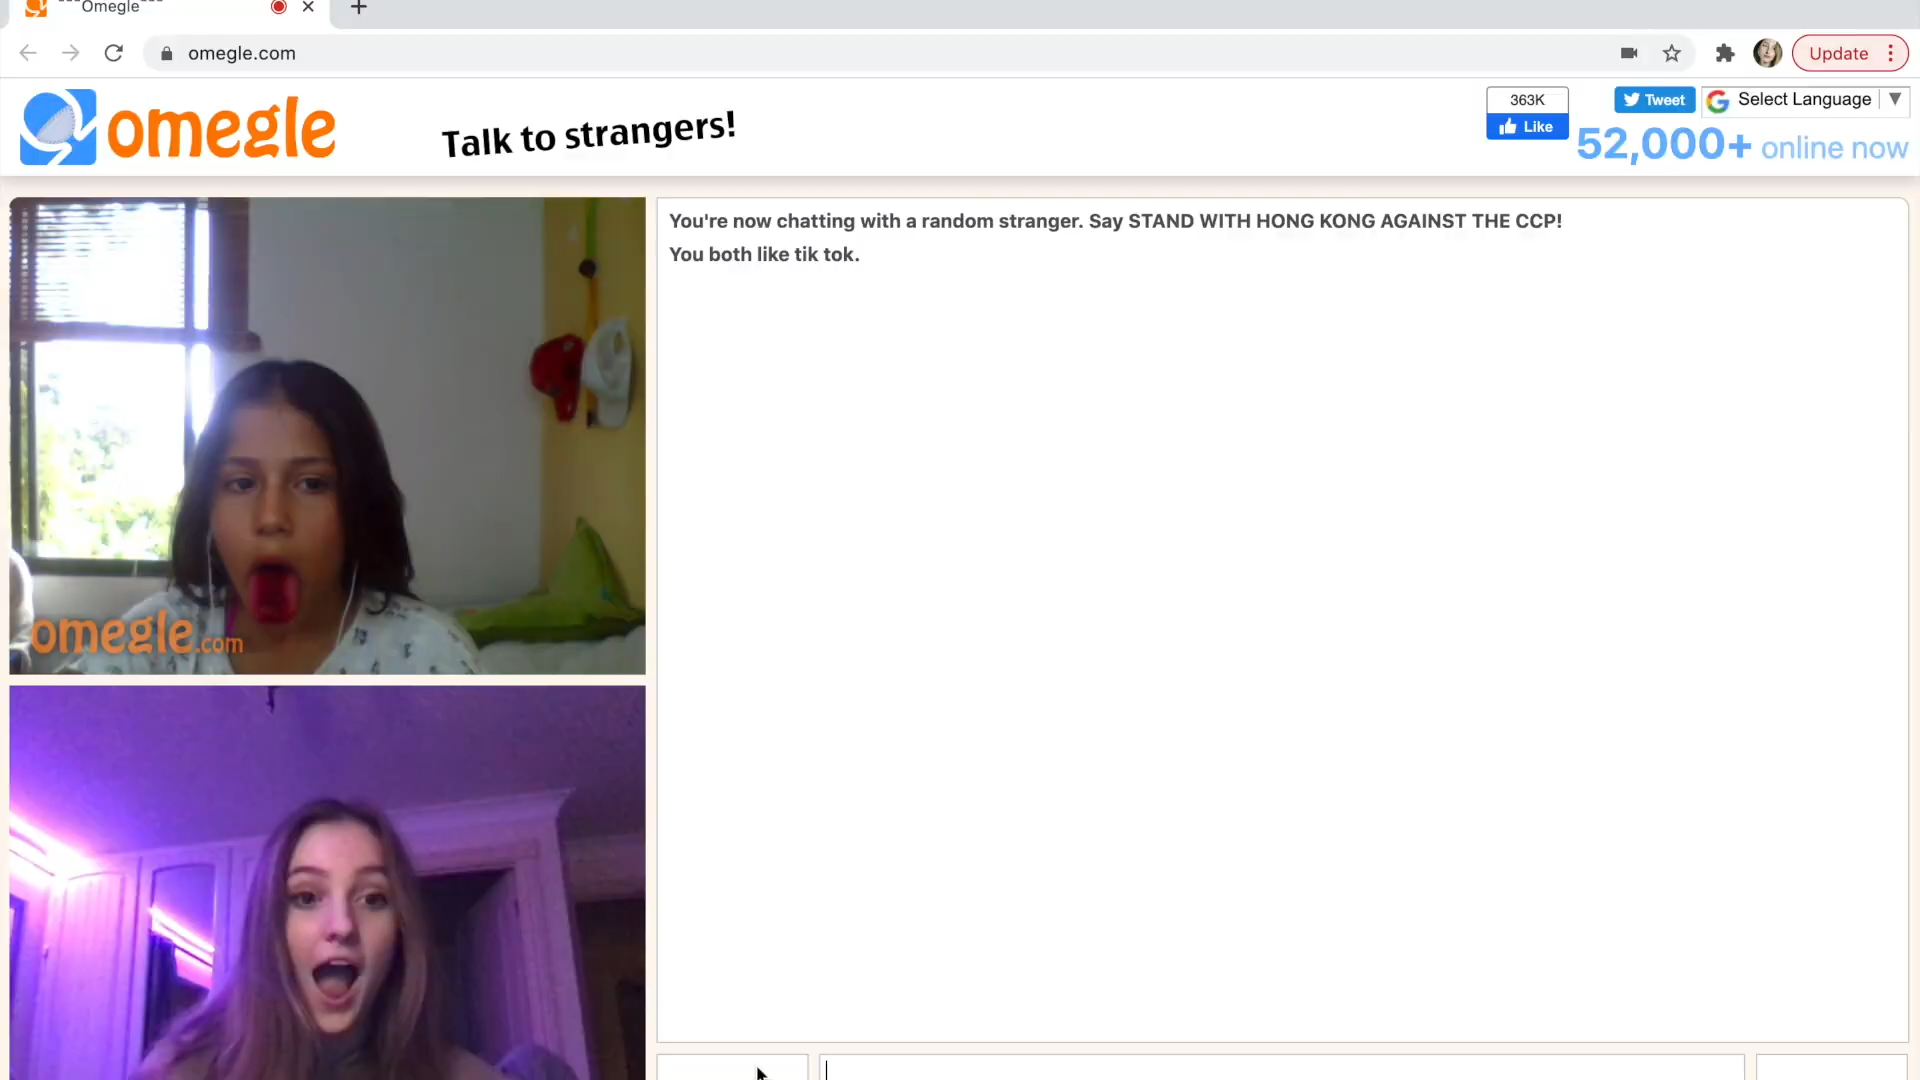 Omegle
omegle.com
Update
omegle
Talk to strangers!
363K
Like
Tweet
Select Language
52,000+ online now
You're now chatting with a random stranger. Say STAND WITH HONG KONG AGAINST THE CCP!
You both like tik tok.
omegle.com